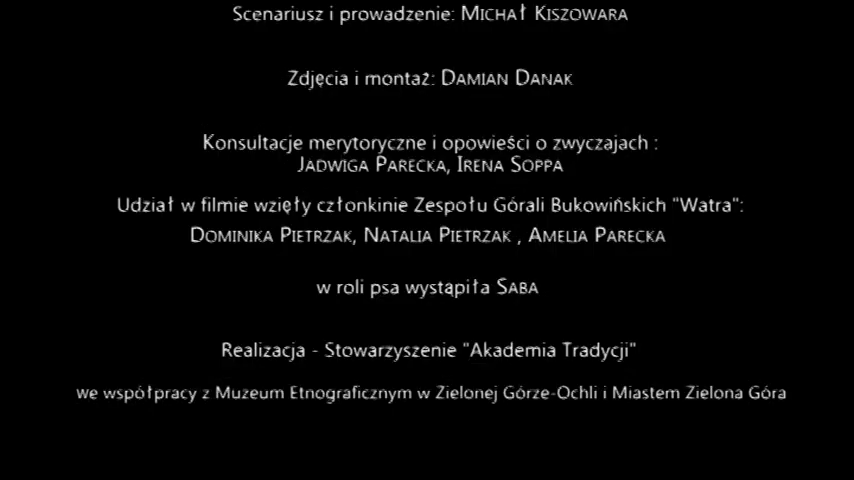 Scenariusz i prowadzenie: MICHAŁ KISZOWARA
Zdjęcia i montaż: DAMIAN DANAK
Konsultacje merytoryczne i opowieści o zwyczajach :
JADWIGA PARECKA, IRENA SOPPA
Udział w filmie wzięły członkinie Zespołu Górali Bukowińskich "Watra":
DOMINIKA PIETRZAK, NATALIA PIETRZAK , AMELIA PARECKA
w roli psa wystąpiła SABA
Realizacja - Stowarzyszenie "Akademia Tradycji"
we współpracy z Muzeum Etnograficznym w Zielonej Górze-Ochli i Miastem Zielona Góra